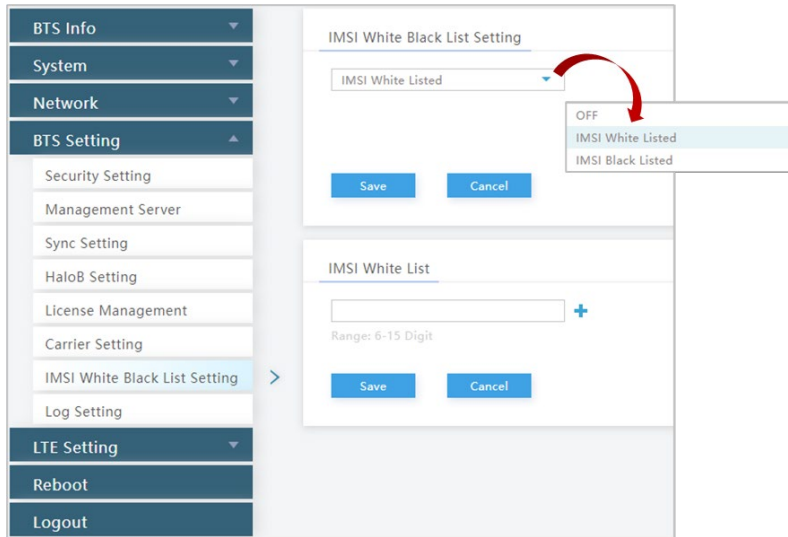 BTS Info
System
Network
BTS Setting
Security Setting
Management Server
Sync Setting
HaloB Setting
License Management
Carrier Setting
IMSI White Black List Setting
Log Setting
LTE Setting
Reboot
Logout
IMSI White Black List Setting
IMSI White Listed
OFF
IMSI White Listed
IMSI Black Listed
Save Cancel
IMSI White List
Range: 6-15 Digit
Save Cancel